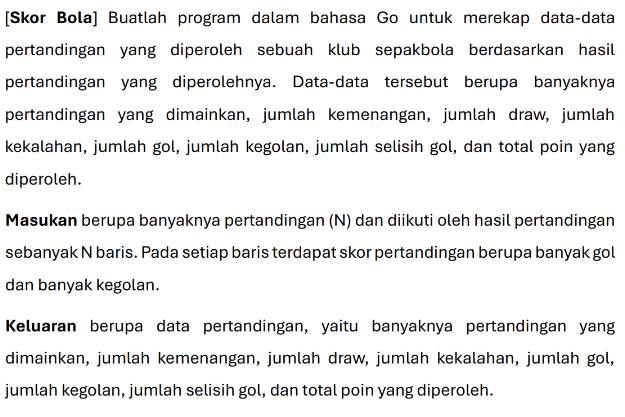 [Skor Bola] Buatlah program dalam bahasa Go untuk merekap data-data
pertandingan yang diperoleh sebuah klub sepakbola berdasarkan hasil
pertandingan yang diperolehnya. Data-data tersebut berupa banyaknya
pertandingan yang dimainkan, jumlah kemenangan, jumlah draw, jumlah
kekalahan, jumlah gol, jumlah kegolan, jumlah selisih gol, dan total poin yang
diperoleh.
Masukan berupa banyaknya pertandingan (N) dan diikuti oleh hasil pertandingan
sebanyak N baris. Pada setiap baris terdapat skor pertandingan berupa banyak gol
dan banyak kegolan.
Keluaran berupa data pertandingan, yaitu banyaknya pertandingan yang
dimainkan, jumlah kemenangan, jumlah draw, jumlah kekalahan, jumlah gol,
jumlah kegolan, jumlah selisih gol, dan total poin yang diperoleh.